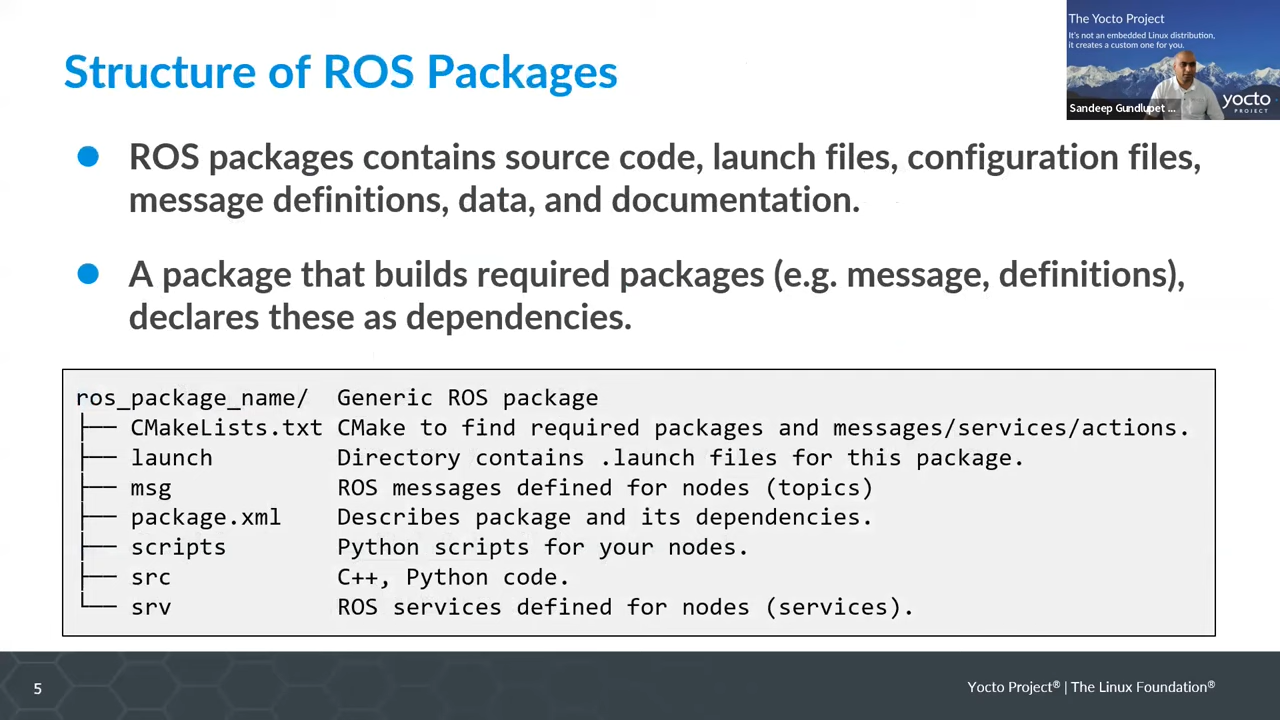 The Yocto Project
It's not an embedded Linux distribution,
it creates a custom one for you.
Sandeep Gundlupet ...
yocto
PROJECT
Structure of ROS Packages
● ROS packages contains source code, launch files, configuration files,
message definitions, data, and documentation.
● A package that builds required packages (e.g. message, definitions),
declares these as dependencies.
ros_package_name/ Generic ROS package
├── CMakeLists.txt CMake to find required packages and messages/services/actions.
├── launch Directory contains .launch files for this package.
├── msg ROS messages defined for nodes (topics)
├── package.xml Describes package and its dependencies.
├── scripts Python scripts for your nodes.
├── src C++, Python code.
└── srv ROS services defined for nodes (services).
5
Yocto Project® | The Linux Foundation®